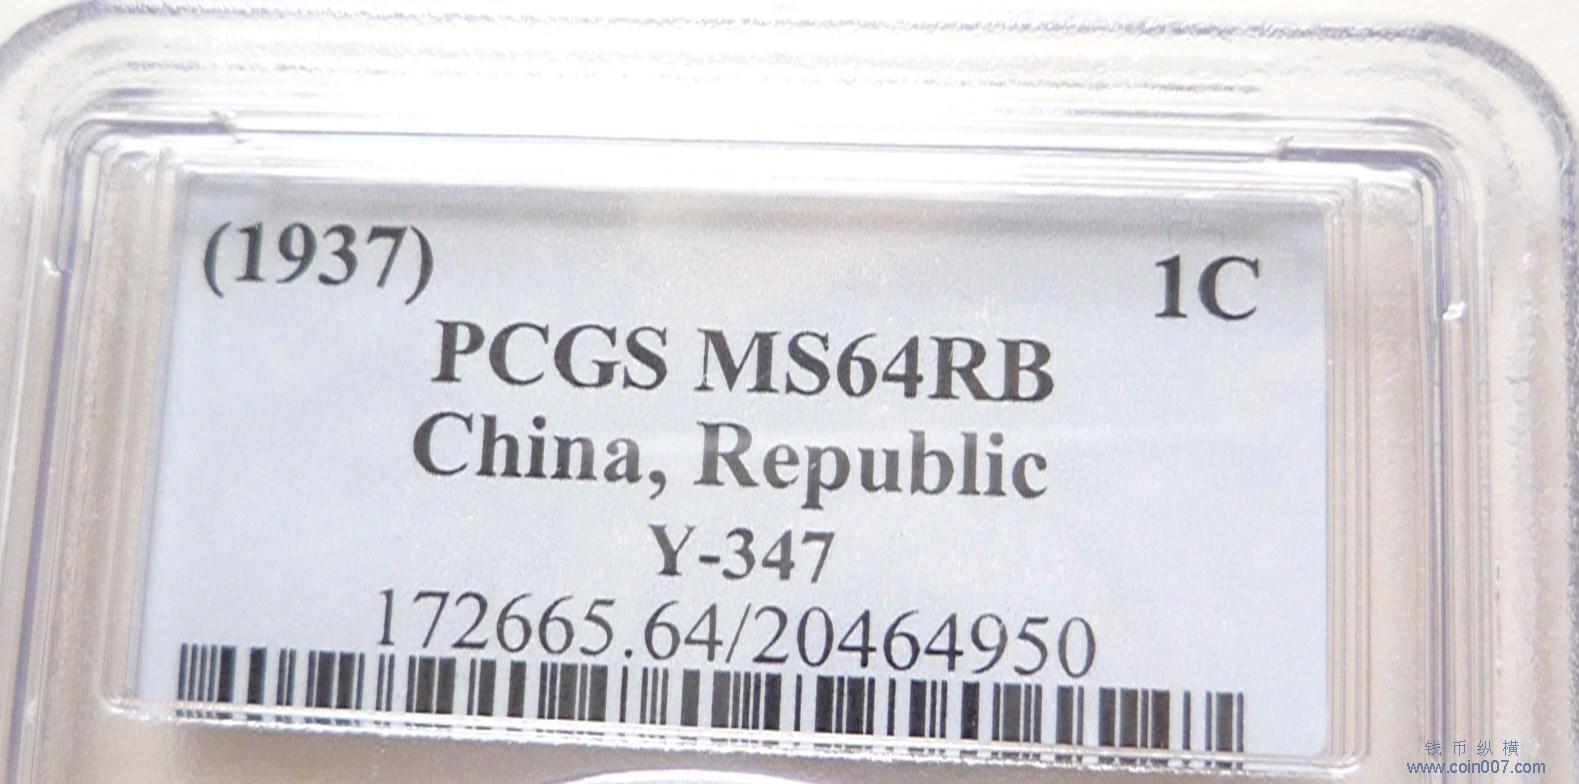 (1937) 1C
PCGS MS64RB
China, Republic
Y-347
172665.64/20464950
钱币纵横
www.coin007.com